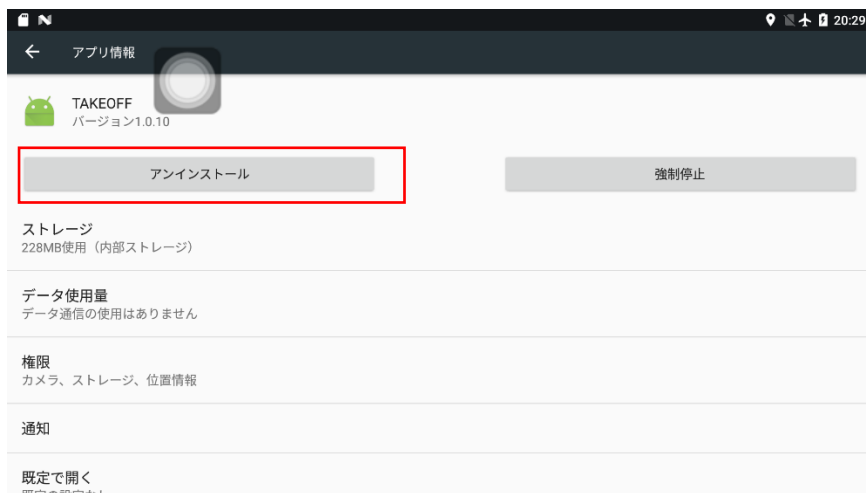 20:29
アプリ情報
TAKEOFF
バージョン1.0.10
アンインストール
強制停止
ストレージ
228MB使用（内部ストレージ）
データ使用量
データ通信の使用はありません
権限
カメラ、ストレージ、位置情報
通知
既定で開く